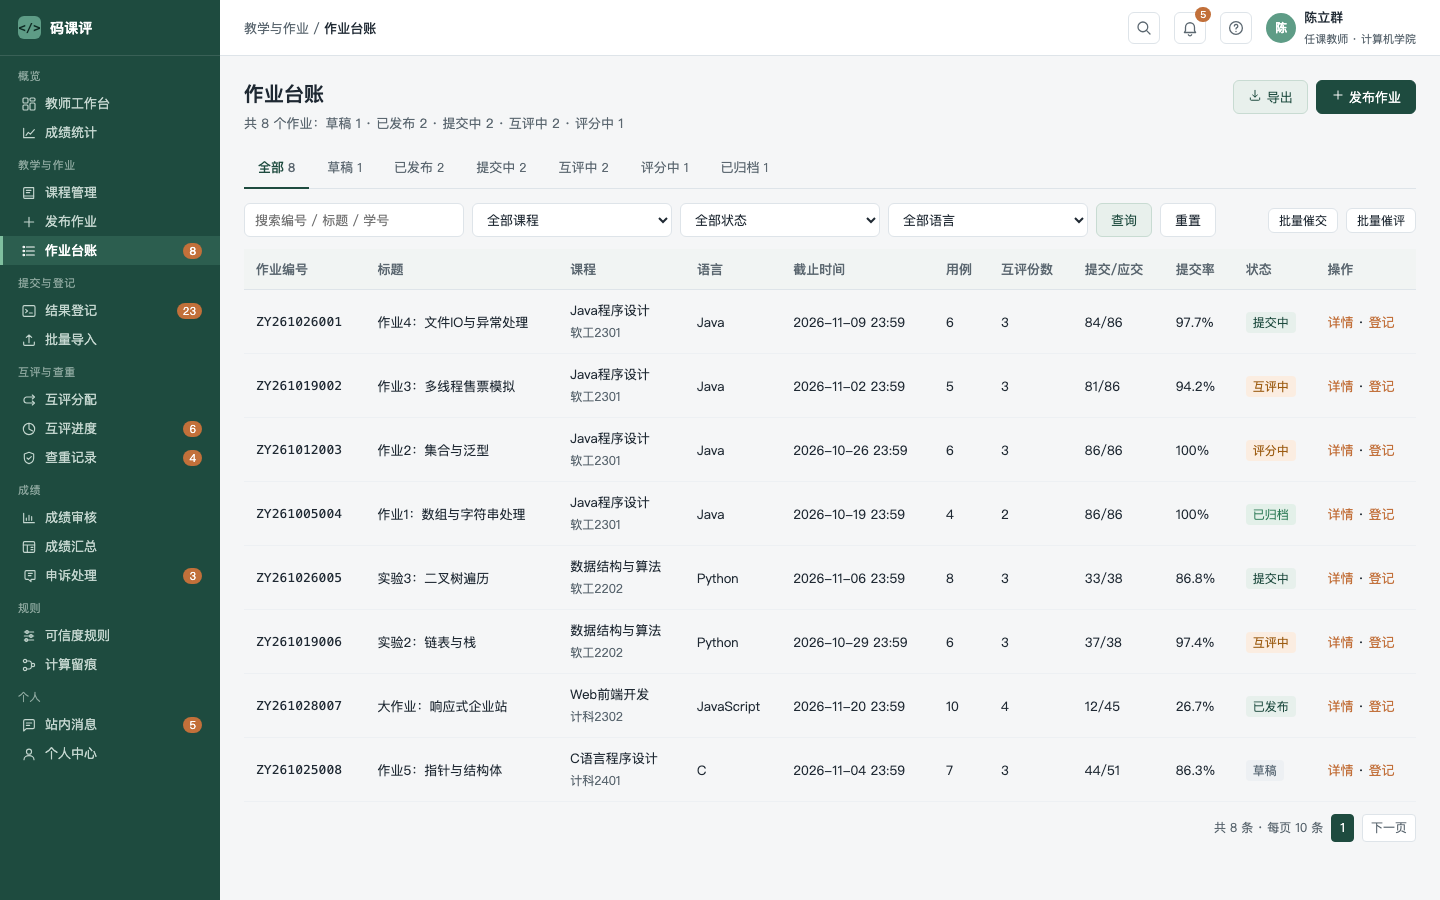 </> 码课评
概览
教师工作台
成绩统计
教学与作业
课程管理
发布作业
作业台账 8
提交与登记
结果登记 23
批量导入
互评与查重
互评分配
互评进度 6
查重记录 4
成绩
成绩审核
成绩汇总
申诉处理 3
规则
可信度规则
计算留痕
个人
站内消息 5
个人中心
教学与作业 / 作业台账
5
陈
陈立群
任课教师 · 计算机学院
作业台账
共 8 个作业：草稿 1 · 已发布 2 · 提交中 2 · 互评中 2 · 评分中 1
导出
发布作业
全部 8 草稿 1 已发布 2 提交中 2 互评中 2 评分中 1 已归档 1
搜索编号 / 标题 / 学号 全部课程 全部状态 全部语言 查询 重置 批量催交 批量催评
作业编号 标题 课程 语言 截止时间 用例 互评份数 提交/应交 提交率 状态 操作
ZY261026001 作业4：文件IO与异常处理 Java程序设计 软工2301 Java 2026-11-09 23:59 6 3 84/86 97.7% 提交中 详情 · 登记
ZY261019002 作业3：多线程售票模拟 Java程序设计 软工2301 Java 2026-11-02 23:59 5 3 81/86 94.2% 互评中 详情 · 登记
ZY261012003 作业2：集合与泛型 Java程序设计 软工2301 Java 2026-10-26 23:59 6 3 86/86 100% 评分中 详情 · 登记
ZY261005004 作业1：数组与字符串处理 Java程序设计 软工2301 Java 2026-10-19 23:59 4 2 86/86 100% 已归档 详情 · 登记
ZY261026005 实验3：二叉树遍历 数据结构与算法 软工2202 Python 2026-11-06 23:59 8 3 33/38 86.8% 提交中 详情 · 登记
ZY261019006 实验2：链表与栈 数据结构与算法 软工2202 Python 2026-10-29 23:59 6 3 37/38 97.4% 互评中 详情 · 登记
ZY261028007 大作业：响应式企业站 Web前端开发 计科2302 JavaScript 2026-11-20 23:59 10 4 12/45 26.7% 已发布 详情 · 登记
ZY261025008 作业5：指针与结构体 C语言程序设计 计科2401 C 2026-11-04 23:59 7 3 44/51 86.3% 草稿 详情 · 登记
共 8 条 · 每页 10 条 1 下一页